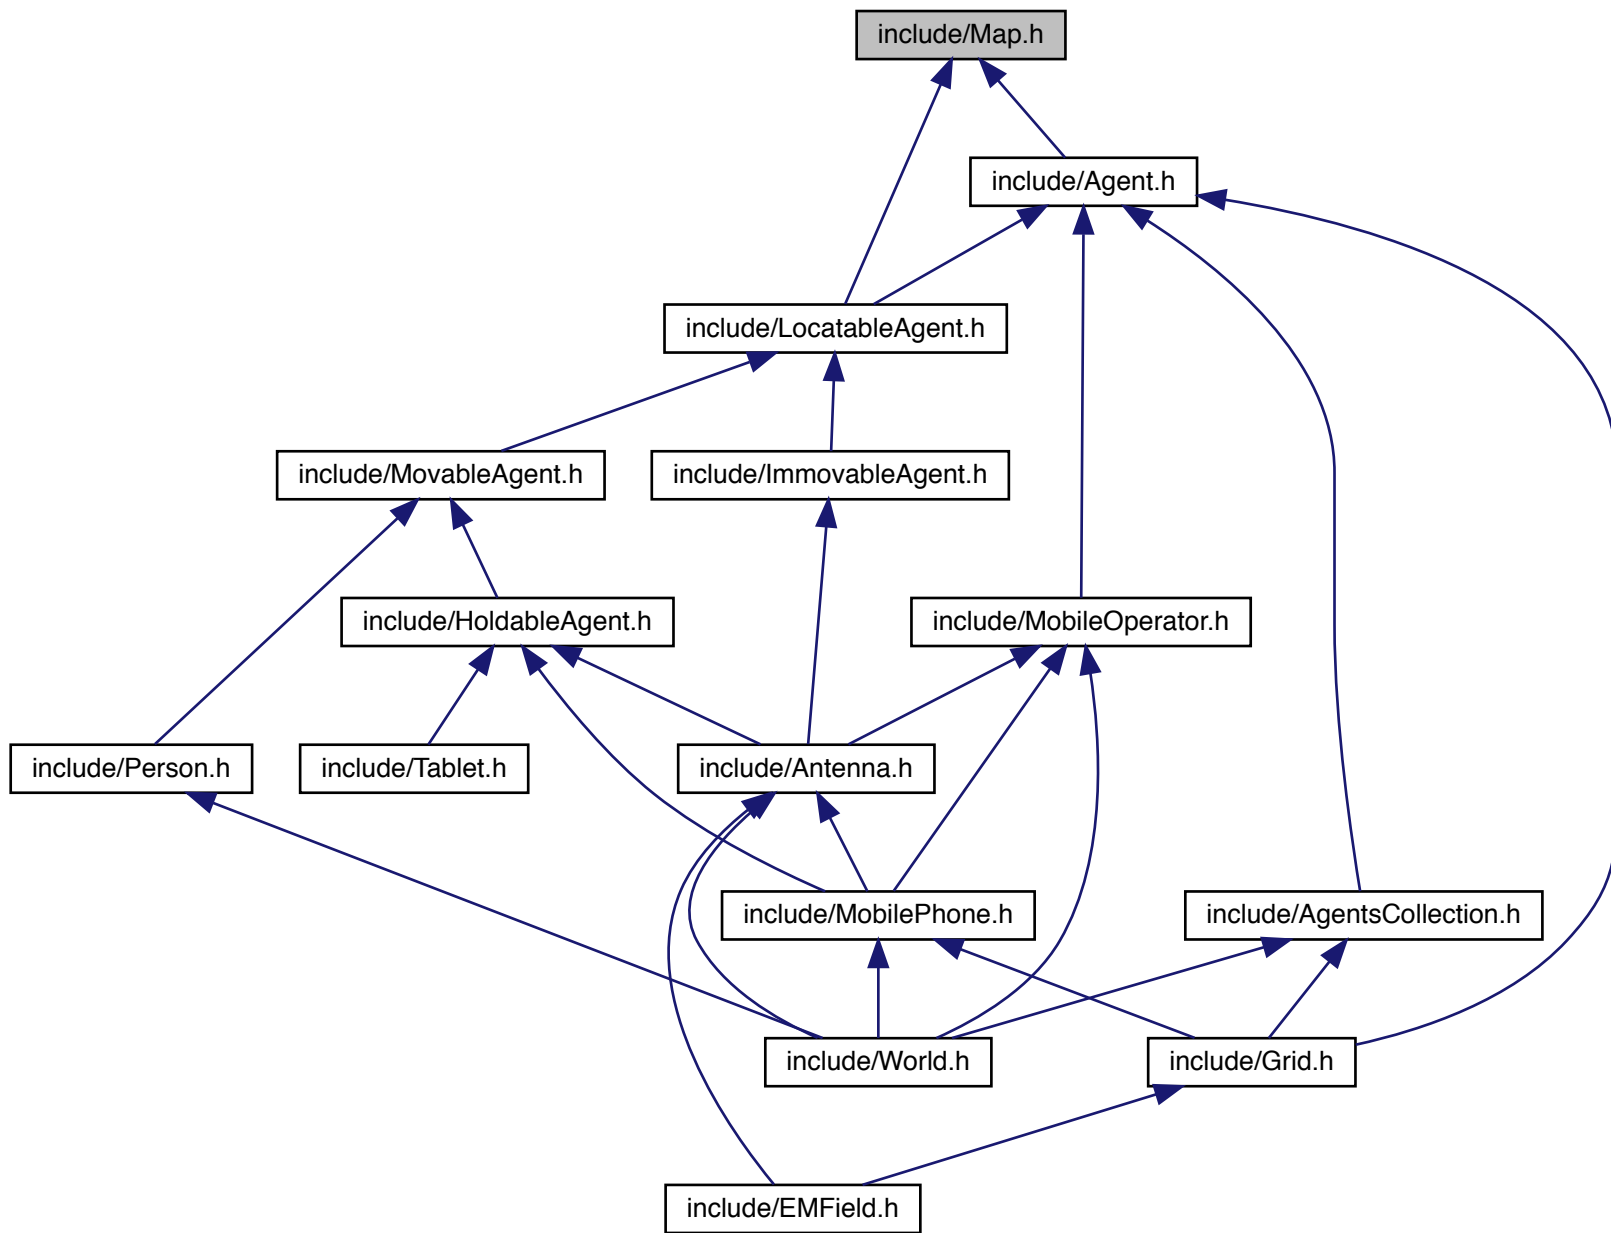 include/Map.h
include/Agent.h
include/LocatableAgent.h
include/MovableAgent.h
include/ImmovableAgent.h
include/HoldableAgent.h
include/MobileOperator.h
include/Person.h
include/Tablet.h
include/Antenna.h
include/MobilePhone.h
include/AgentsCollection.h
include/World.h
include/Grid.h
include/EMField.h